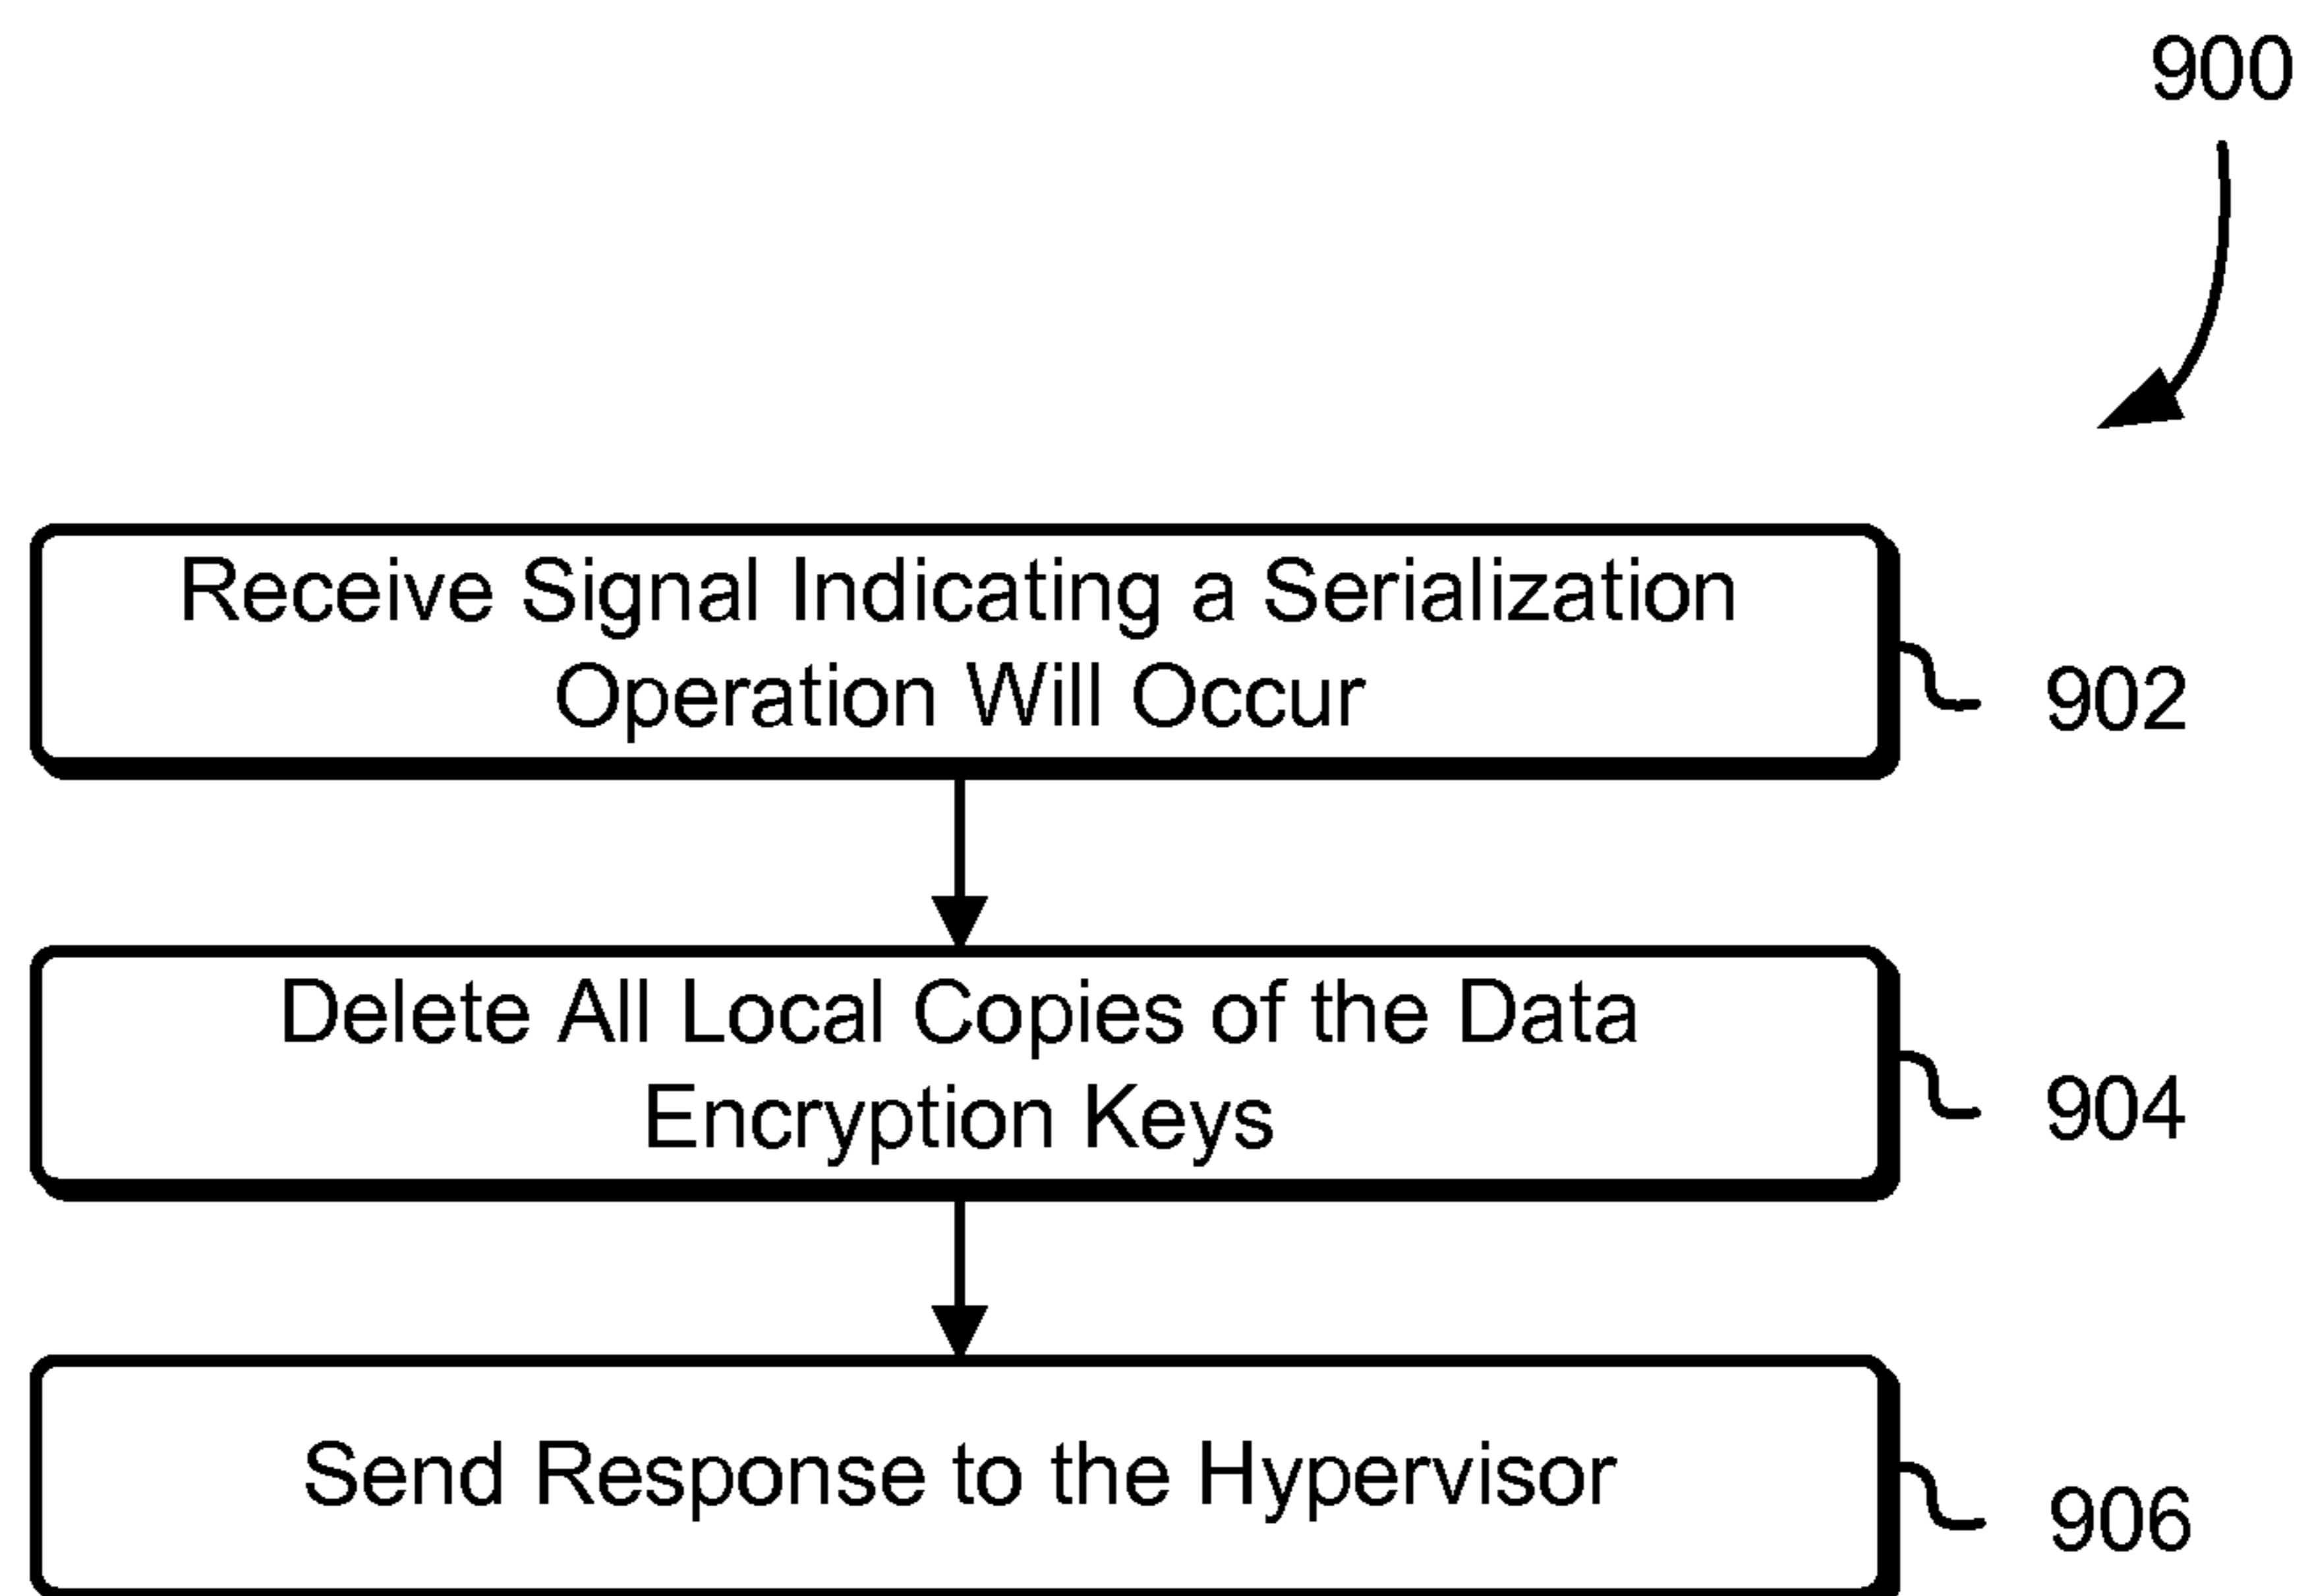 900
Receive Signal Indicating a Serialization
Operation Will Occur
902
Delete All Local Copies of the Data
Encryption Keys
904
Send Response to the Hypervisor
906